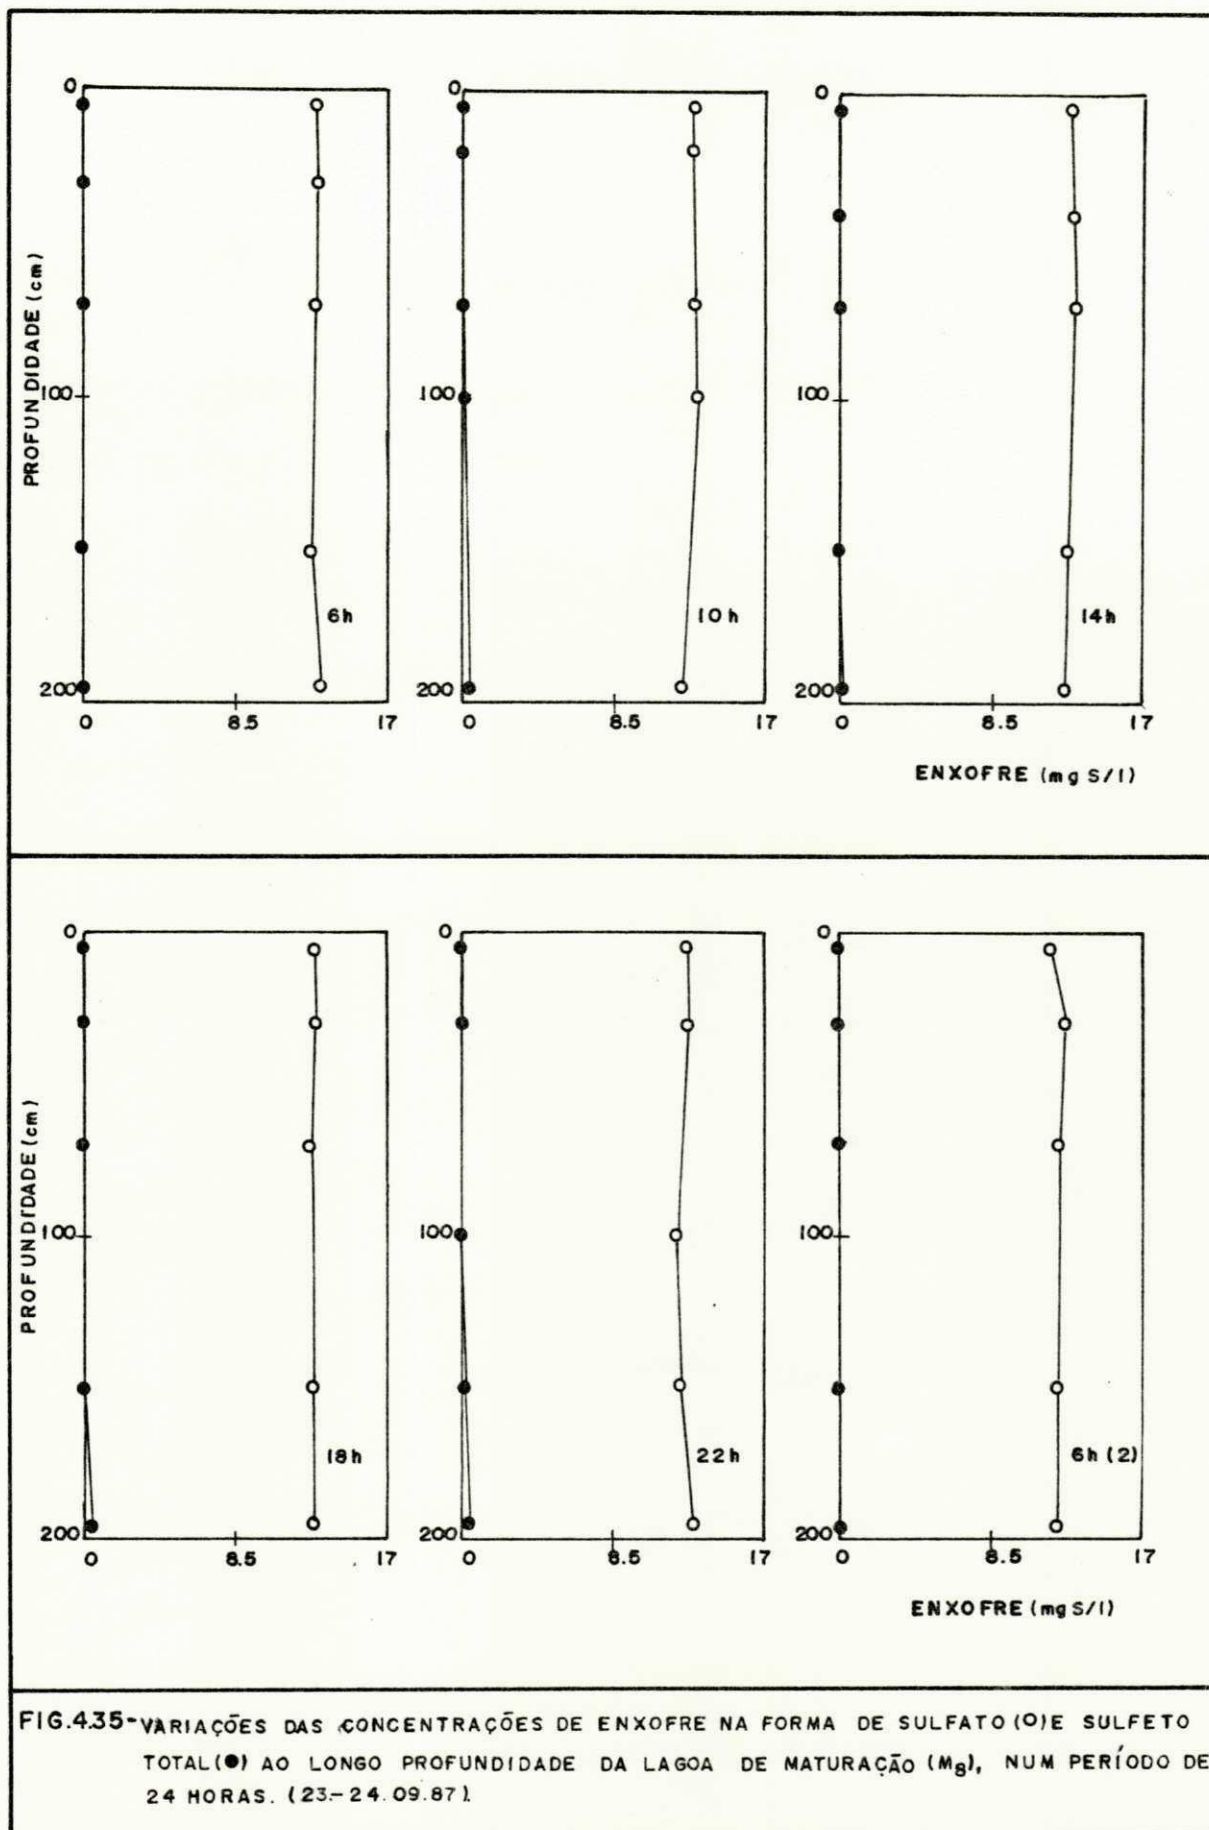 0
0
0
PROFUNDIDADE (cm)
100
100
100
6h
10h
14h
200
200
200
0 8.5 17
0 8.5 17
0 8.5 17
ENXOFRE (mg S/l)
0
0
0
PROFUNDIDADE (cm)
100
100
100
18h
22h
6h (2)
200
200
200
0 8.5 17
0 8.5 17
0 8.5 17
ENXOFRE (mg S/l)
FIG.4.35-VARIAÇÕES DAS CONCENTRAÇÕES DE ENXOFRE NA FORMA DE SULFATO (O) E SULFETO
TOTAL (●) AO LONGO PROFUNDIDADE DA LAGOA DE MATURAÇÃO (M8), NUM PERÍODO DE
24 HORAS. (23.-24.09.87).